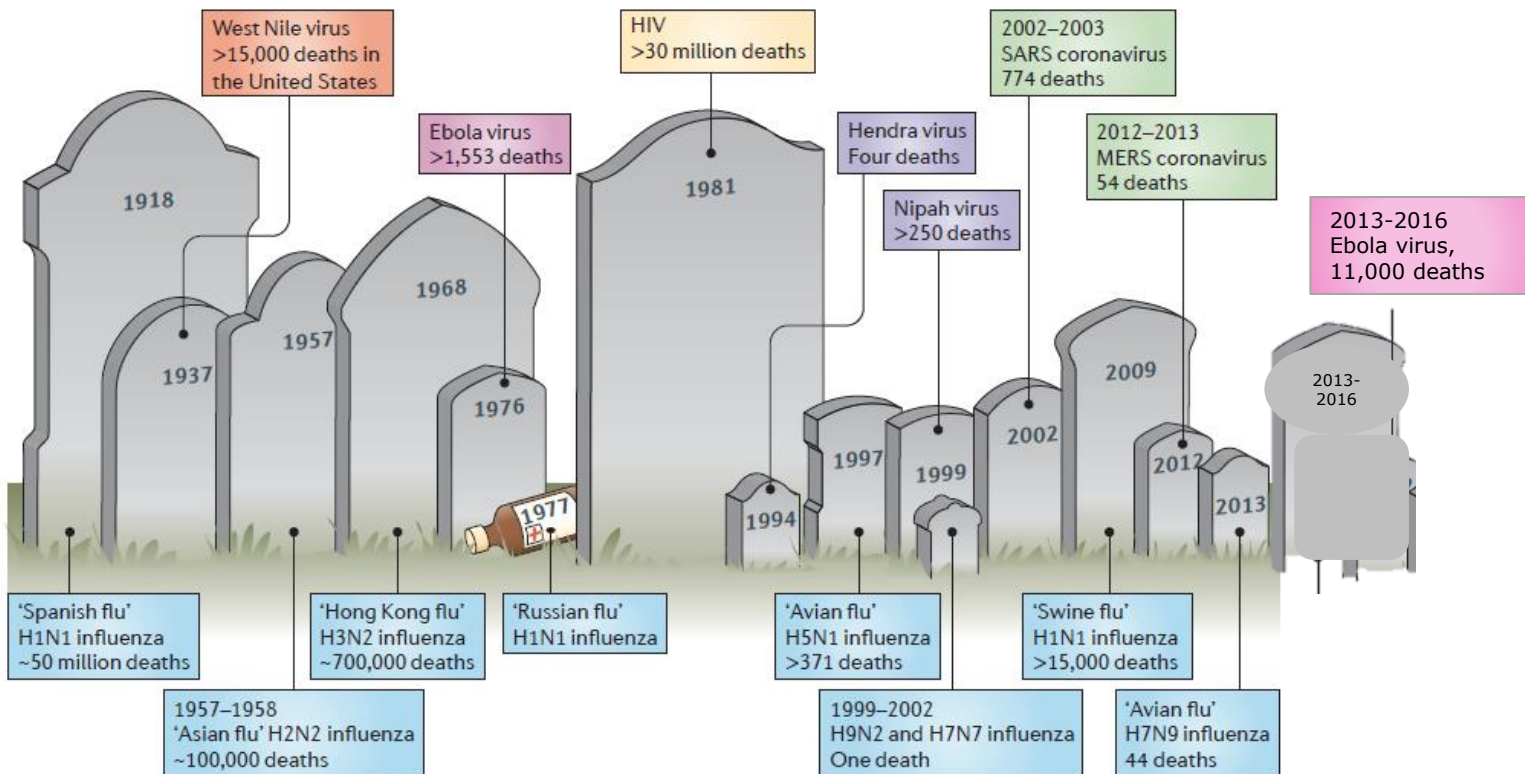 West Nile virus
>15,000 deaths in
the United States
HIV
>30 million deaths
2002–2003
SARS coronavirus
774 deaths
Ebola virus
>1,553 deaths
Hendra virus
Four deaths
2012–2013
MERS coronavirus
54 deaths
Nipah virus
>250 deaths
2013-2016
Ebola virus,
11,000 deaths
1918
1937
1957
1968
1976
1977
1981
1994
1997
1999
2002
2009
2012
2013
2013-
2016
‘Spanish flu’
H1N1 influenza
~50 million deaths
‘Hong Kong flu’
H3N2 influenza
~700,000 deaths
‘Russian flu’
H1N1 influenza
‘Avian flu’
H5N1 influenza
>371 deaths
‘Swine flu’
H1N1 influenza
>15,000 deaths
1957–1958
‘Asian flu’ H2N2 influenza
~100,000 deaths
1999–2002
H9N2 and H7N7 influenza
One death
‘Avian flu’
H7N9 influenza
44 deaths